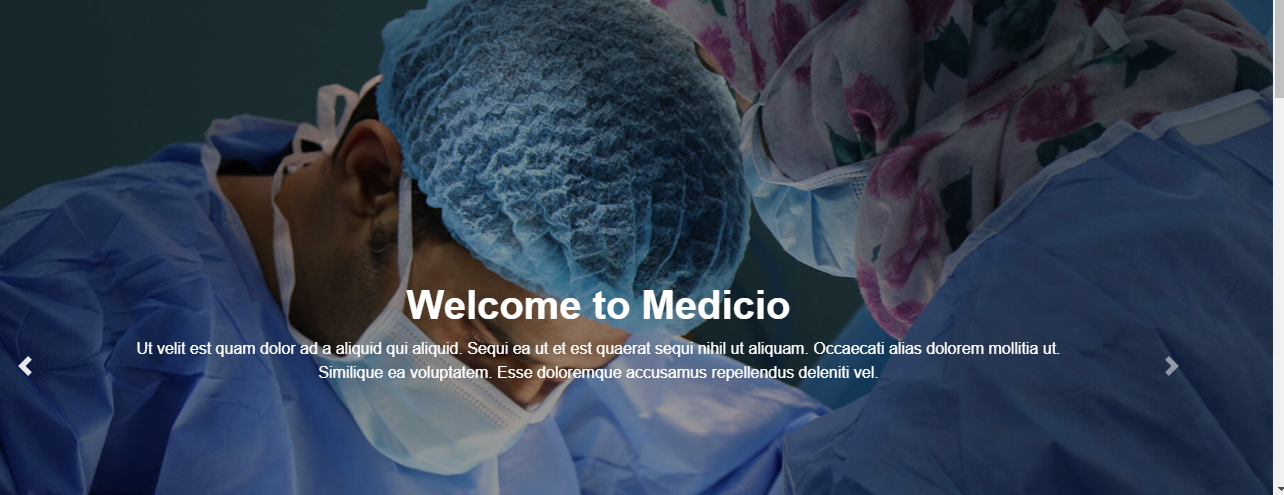 Welcome to Medicio
Ut velit est quam dolor ad a aliquid qui aliquid. Sequi ea ut et est quaerat sequi nihil ut aliquam. Occaecati alias dolorem mollitia ut.
Similique ea voluptatem. Esse doloremque accusamus repellendus deleniti vel.